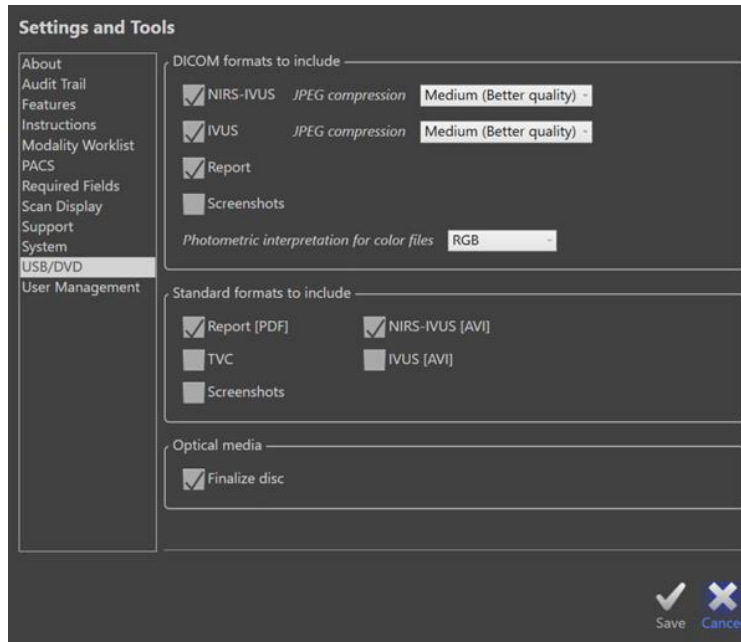 Settings and Tools
About
Audit Trail
Features
Instructions
Modality Worklist
PACS
Required Fields
Scan Display
Support
System
USB/DVD
User Management
DICOM formats to include
NIRS-IVUS JPEG compression Medium (Better quality)
IVUS JPEG compression Medium (Better quality)
Report
Screenshots
Photometric interpretation for color files RGB
Standard formats to include
Report [PDF] NIRS-IVUS [AVI]
TVC IVUS [AVI]
Screenshots
Optical media
Finalize disc
Save Cance